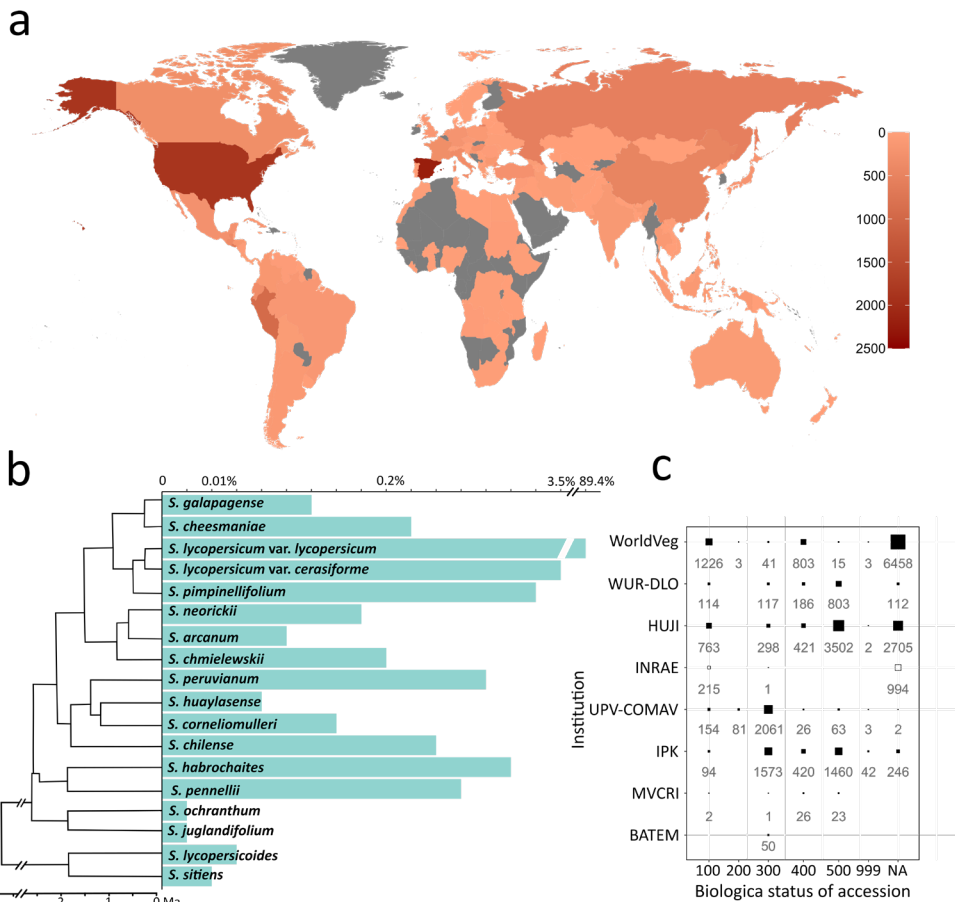 a
0
500
1000
1500
2000
2500
b
0 0.01% 0.2% 3.5% 89.4%
S. galapagense
S. cheesmaniae
S. lycopersicum var. lycopersicum
S. lycopersicum var. cerasiforme
S. pimpinellifolium
S. neorickii
S. arcanum
S. chmielewskii
S. peruvianum
S. huaylasense
S. corneliomulleri
S. chilense
S. habrochaites
S. pennellii
S. ochranthum
S. juglandifolium
S. lycopersicoides
S. sitiens
2 1 0 Ma
c
Institution
WorldVeg
1226 3 41 803 15 3 6458
WUR-DLO
114 117 186 803 112
HUJI
763 298 421 3502 2 2705
INRAE
215 1 994
UPV-COMAV
154 81 2061 26 63 3 2
IPK
94 1573 420 1460 42 246
MVCRI
2 1 26 23
BATEM
50
100 200 300 400 500 999 NA
Biologica status of accession